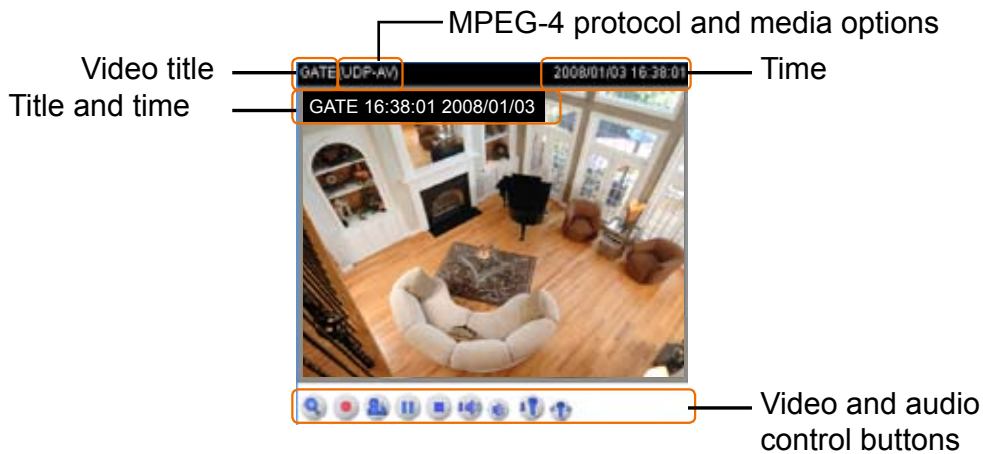 MPEG-4 protocol and media options
Video title
GATE(UDP-AV)
2008/01/03 16:38:01
Time
Title and time
GATE 16:38:01 2008/01/03
Video and audio
control buttons